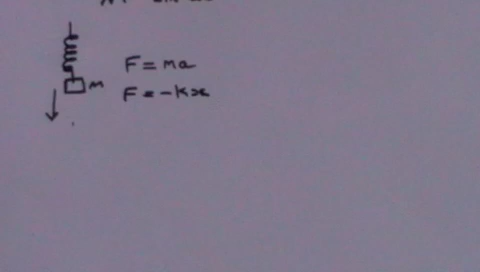 F = ma
m
F = -kx